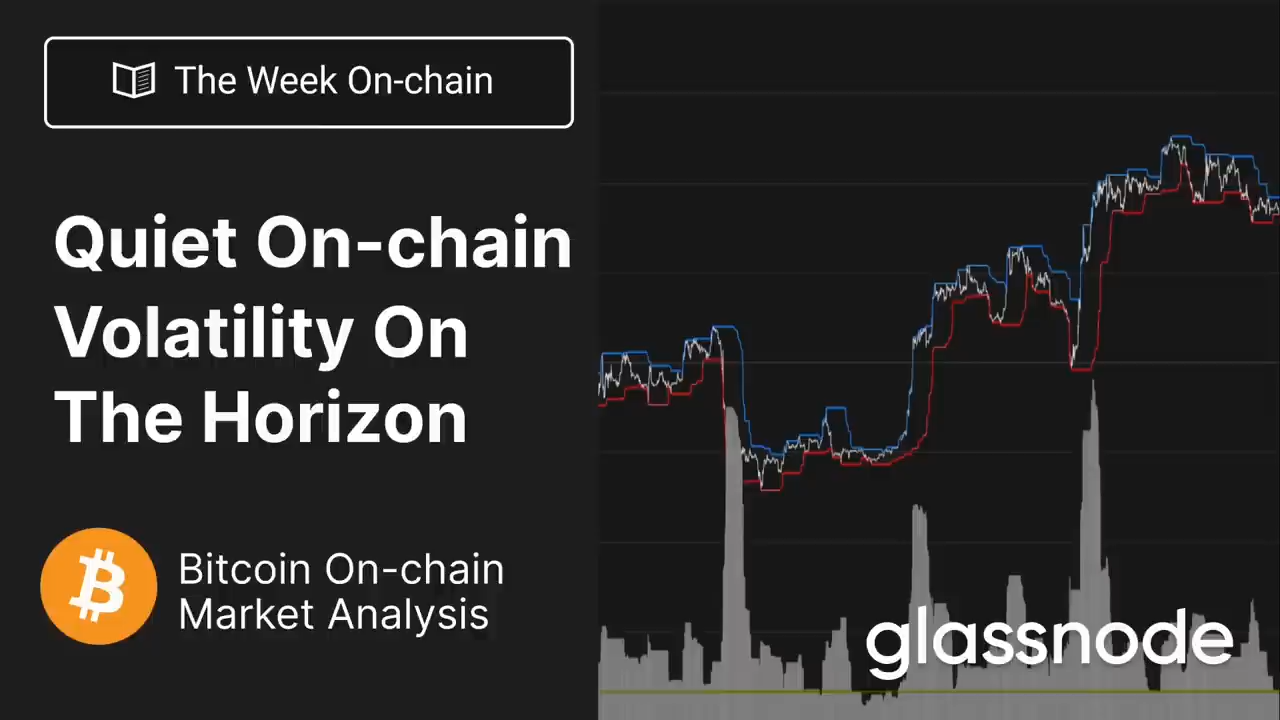 The Week On-chain
Quiet On-chain
Volatility On
The Horizon
Bitcoin On-chain
Market Analysis
glassnode